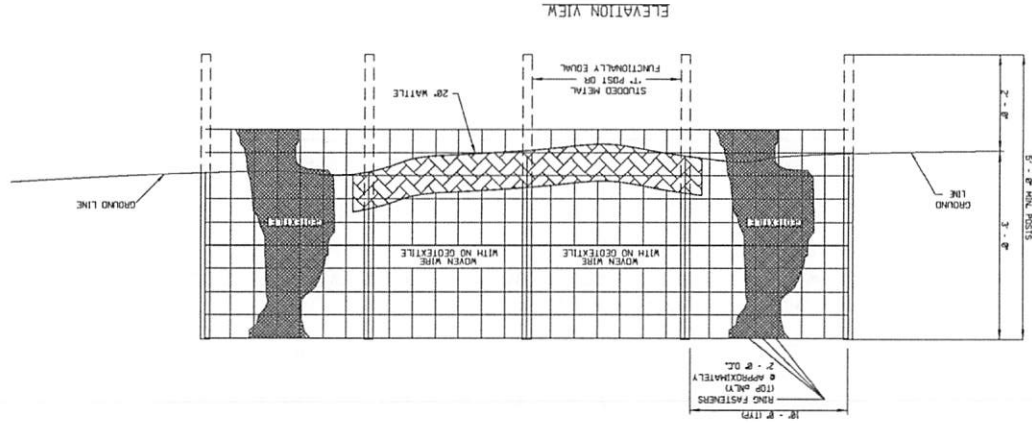 10' - 0" (TYP)
RING FASTENERS
(TOP ONLY)
@ APPROXIMATELY
2' - 0" O.C.
WOVEN WIRE
WITH NO GEOTEXTILE
WOVEN WIRE
WITH NO GEOTEXTILE
GEOTEXTILE
GEOTEXTILE
GROUND
LINE
GROUND LINE
3' - 0"
2' - 0"
5' - 0" MIN. POSTS
20" WATTLE
STUDDED METAL
"T" POST OR
FUNCTIONALLY EQUAL
ELEVATION VIEW